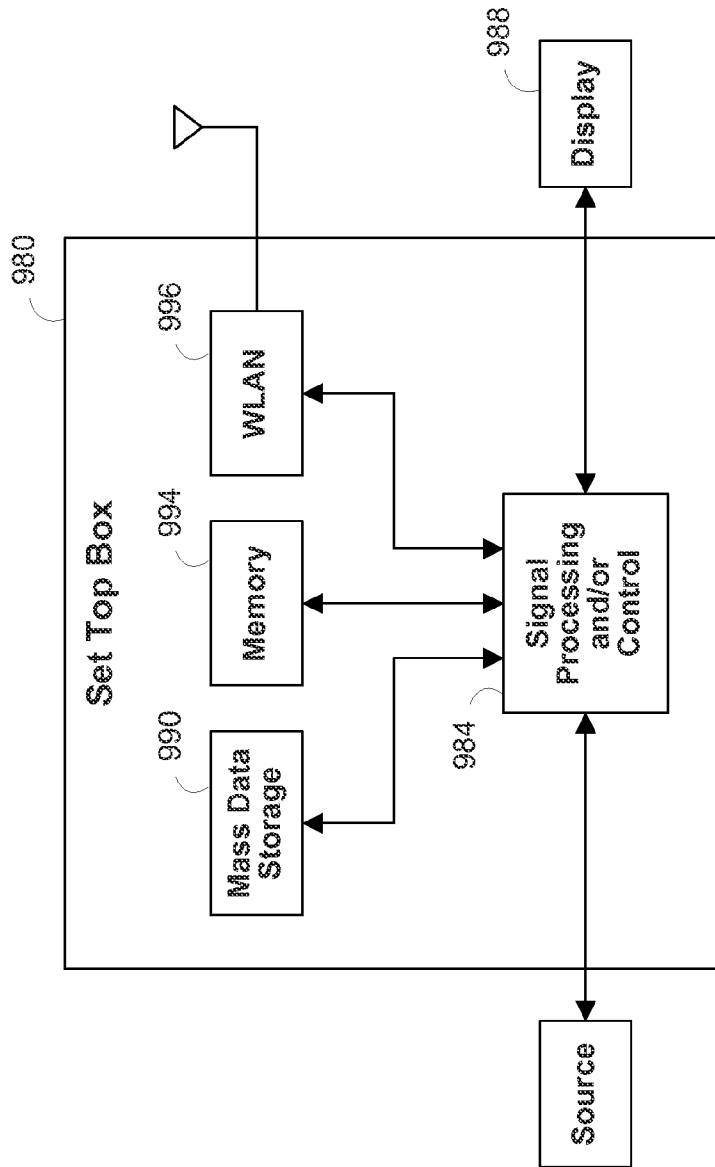 980
Set Top Box
990
994
996
Mass Data
Storage
Memory
WLAN
984
988
Source
Signal
Processing
and/or
Control
Display